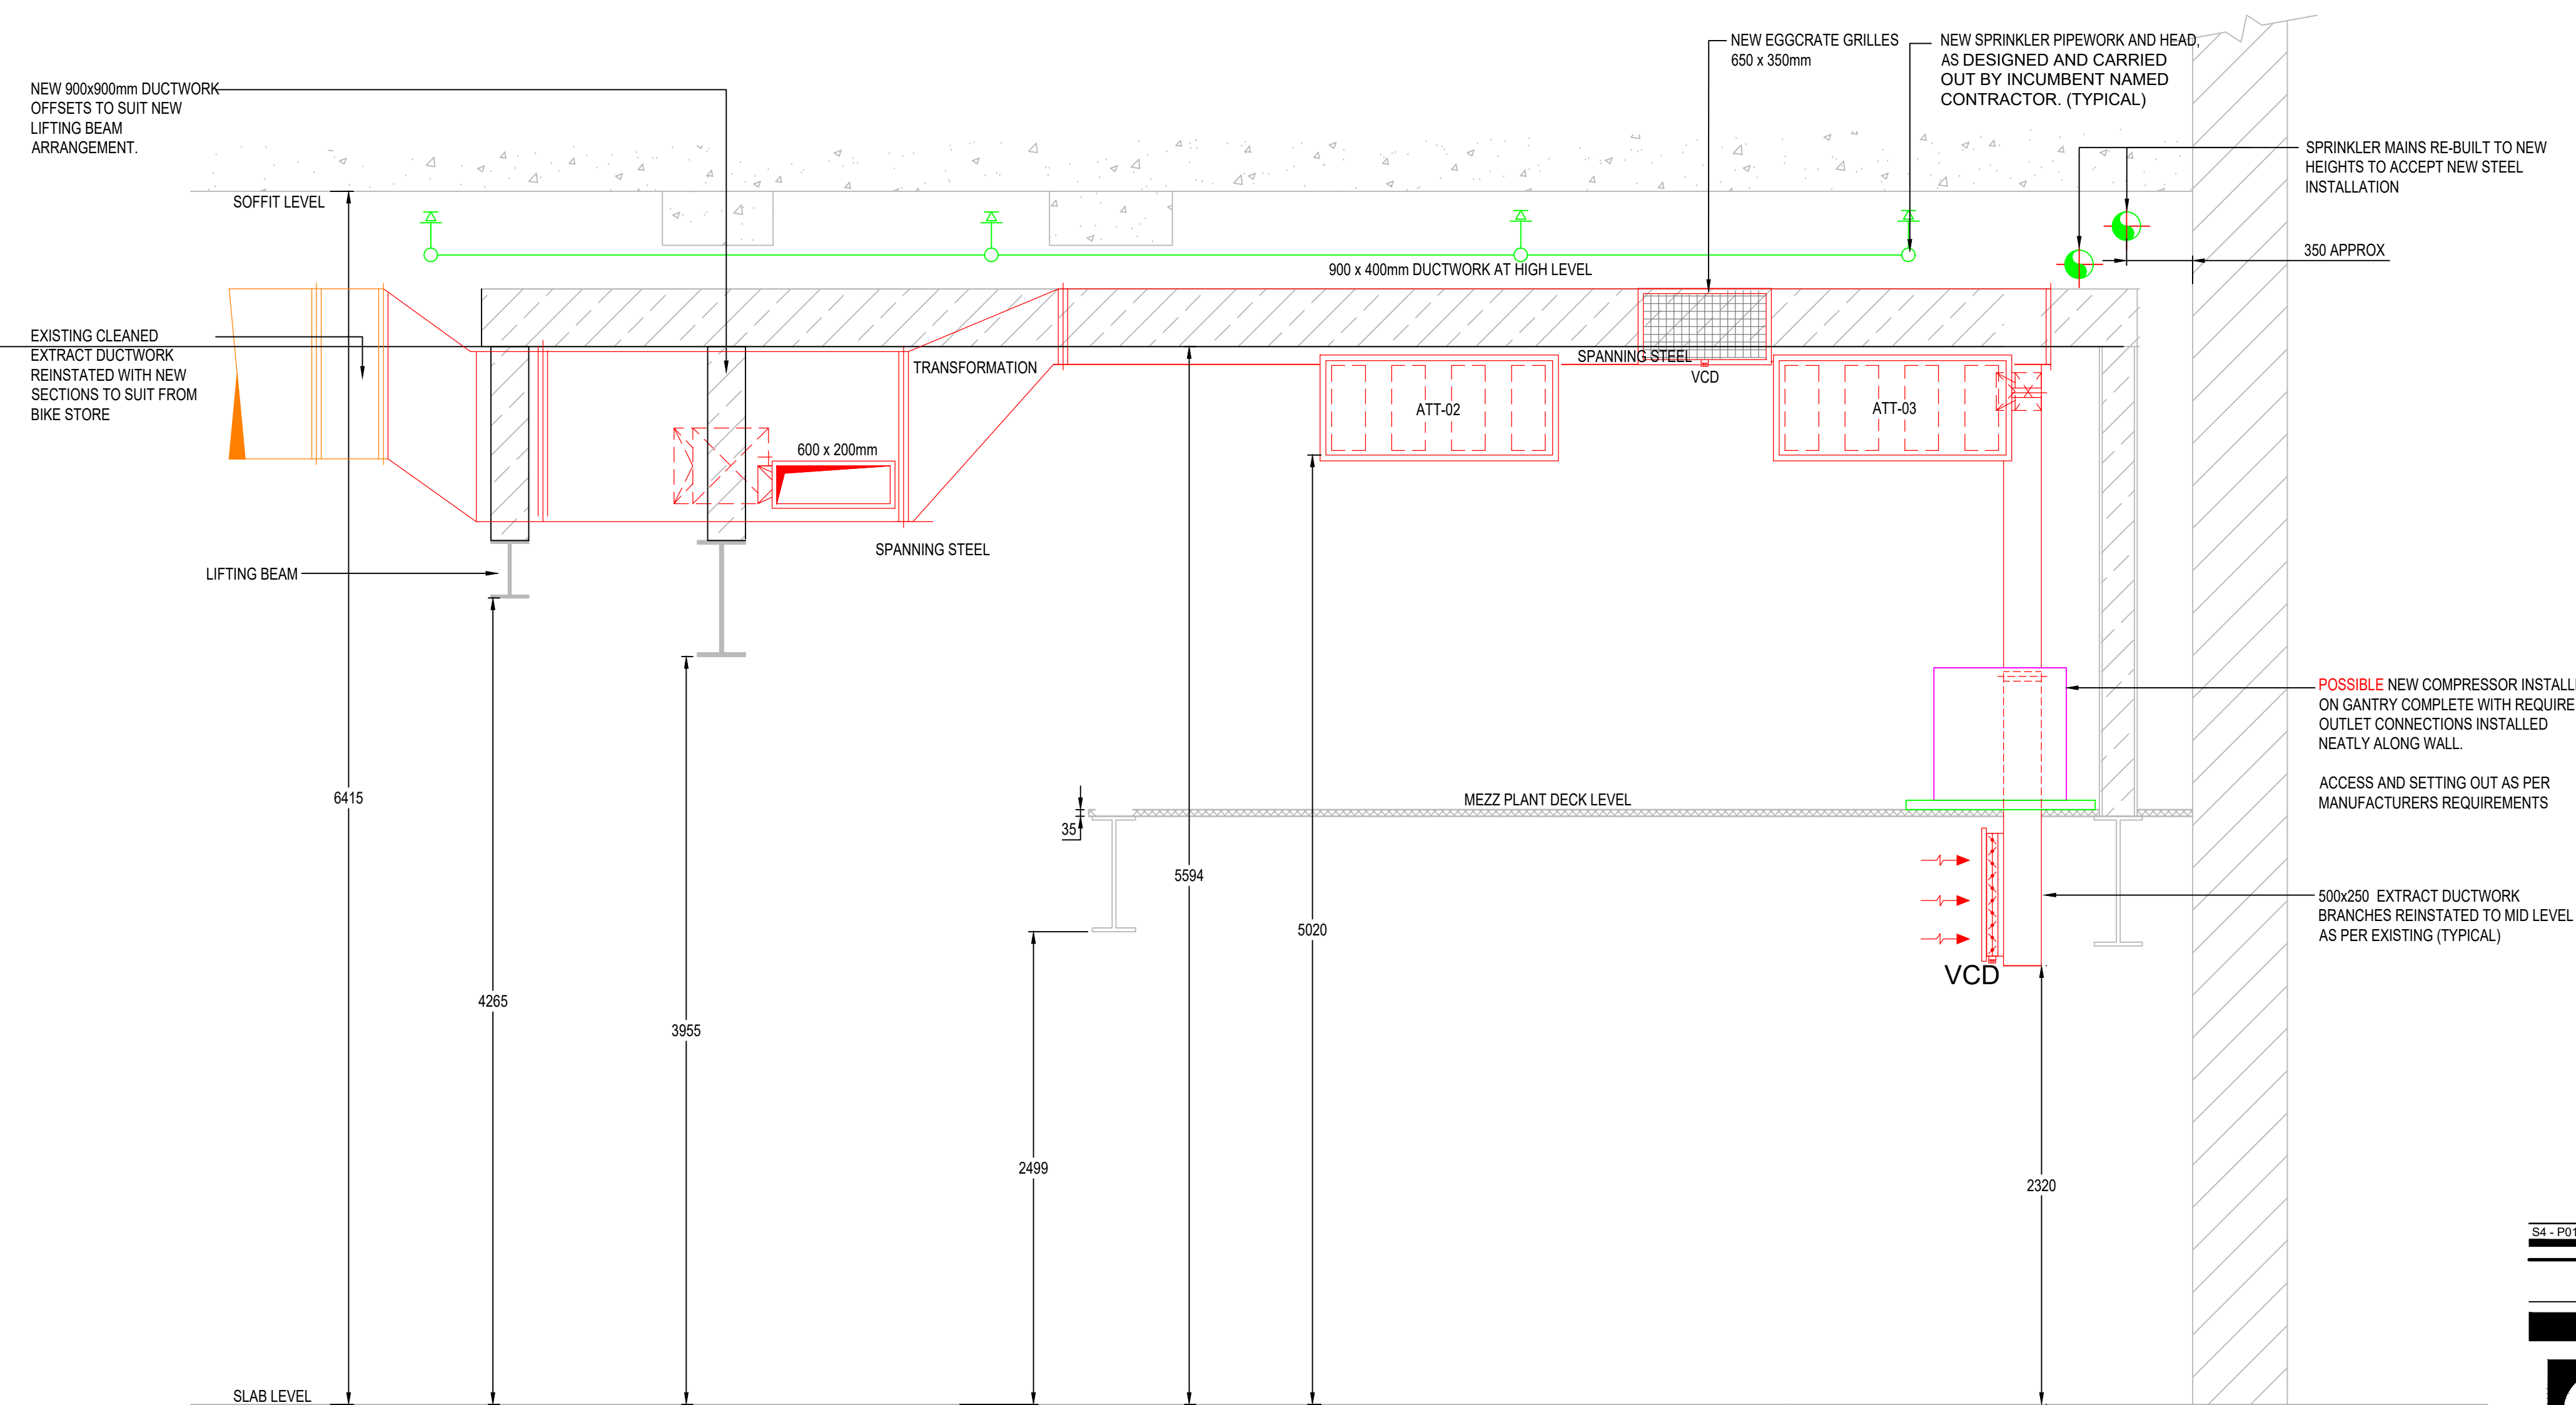 NEW 900x900mm DUCTWORK
OFFSETS TO SUIT NEW
LIFTING BEAM
ARRANGEMENT.
NEW EGGCRATE GRILLES
650 x 350mm
NEW SPRINKLER PIPEWORK AND HEAD,
AS DESIGNED AND CARRIED
OUT BY INCUMBENT NAMED
CONTRACTOR. (TYPICAL)
SPRINKLER MAINS RE-BUILT TO NEW
HEIGHTS TO ACCEPT NEW STEEL
INSTALLATION
SOFFIT LEVEL
350 APPROX
900 x 400mm DUCTWORK AT HIGH LEVEL
EXISTING CLEANED
EXTRACT DUCTWORK
REINSTATED WITH NEW
SECTIONS TO SUIT FROM
BIKE STORE
TRANSFORMATION
SPANNING STEEL
VCD
ATT-02
ATT-03
600 x 200mm
SPANNING STEEL
LIFTING BEAM
POSSIBLE NEW COMPRESSOR INSTALL
ON GANTRY COMPLETE WITH REQUIRE
OUTLET CONNECTIONS INSTALLED
NEATLY ALONG WALL.
ACCESS AND SETTING OUT AS PER
MANUFACTURERS REQUIREMENTS
6415
MEZZ PLANT DECK LEVEL
35
5594
5020
500x250 EXTRACT DUCTWORK
BRANCHES REINSTATED TO MID LEVEL
AS PER EXISTING (TYPICAL)
VCD
4265
3955
2499
2320
S4 - P01
SLAB LEVEL